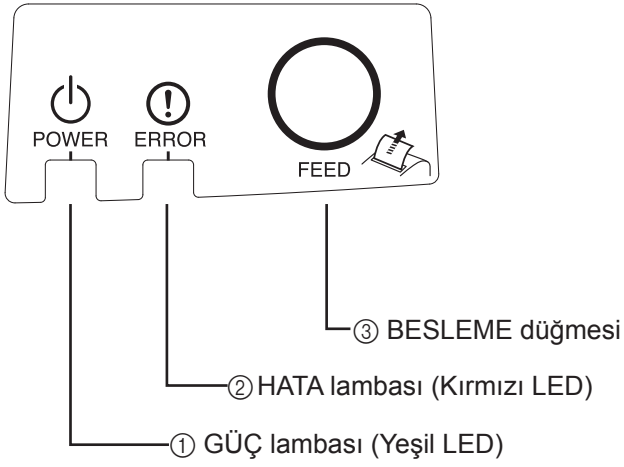 POWER
ERROR
FEED
③ BESLEME düğmesi
② HATA lambası (Kırmızı LED)
① GÜÇ lambası (Yeşil LED)